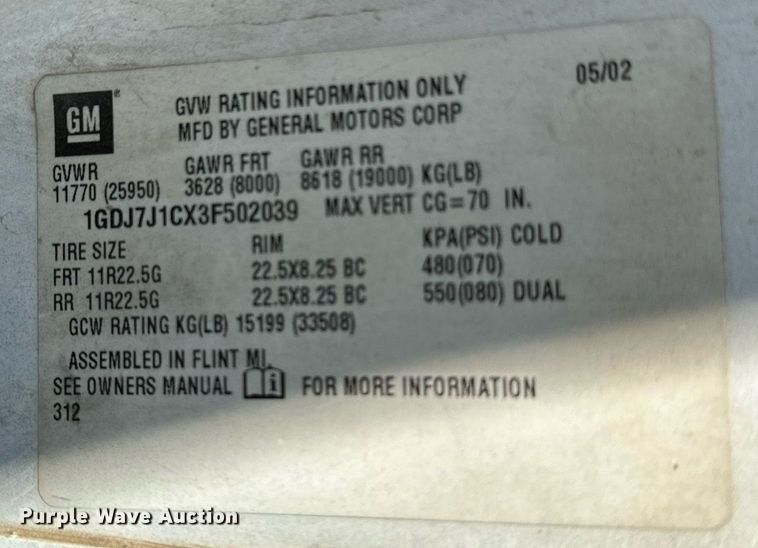 GM ® GVW RATING INFORMATION ONLY 05/02
MFD BY GENERAL MOTORS CORP
GVWR GAWR FRT GAWR RR
11770 (25950) 3628 (8000) 8618 (19000) KG(LB)
1GDJ7J1CX3F502039 MAX VERT CG=70 IN.
TIRE SIZE RIM KPA(PSI) COLD
FRT 11R22.5G 22.5X8.25 BC 480(070)
RR 11R22.5G 22.5X8.25 BC 550(080) DUAL
GCW RATING KG(LB) 15199 (33508)
ASSEMBLED IN FLINT MI.
SEE OWNERS MANUAL i FOR MORE INFORMATION
312
Purple Wave Auction